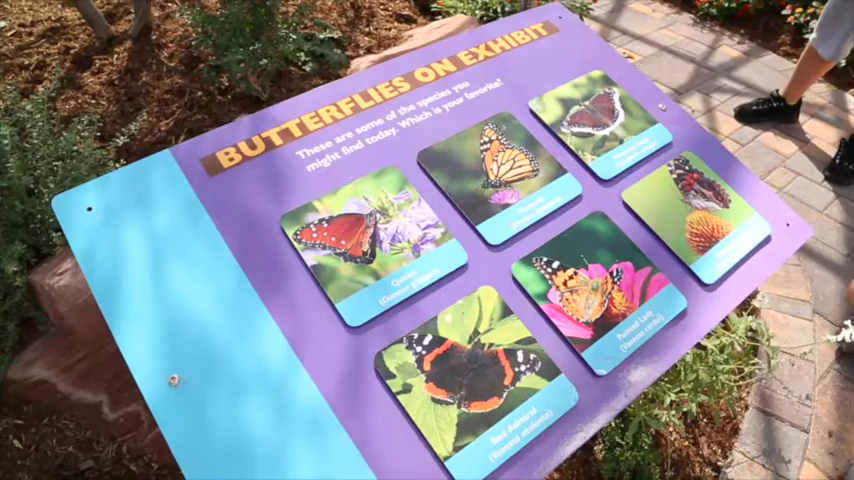 BUTTERFLIES ON EXHIBIT
These are some of the species you
might find today. Which is your favorite!
Queen
(Danaus gilippus)
Monarch
Painted Lady
(Vanessa cardui)
Red Admiral
(Vanessa atalanta)